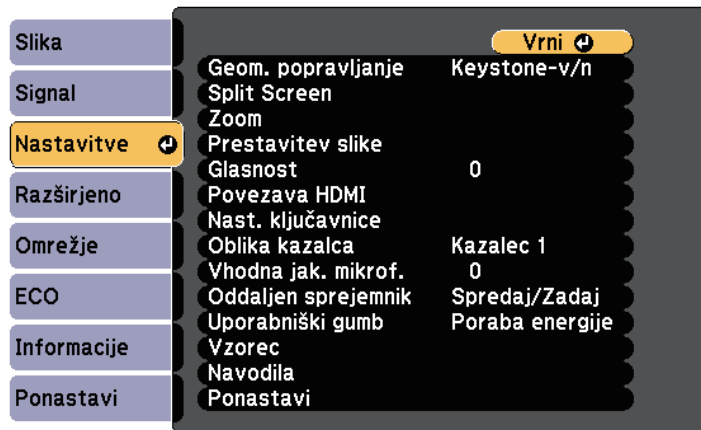 Slika
Signal
Nastavitve
Razširjeno
Omrežje
ECO
Informacije
Ponastavi
Vrni
Geom. popravljanje Keystone-v/n
Split Screen
Zoom
Prestavitev slike
Glasnost 0
Povezava HDMI
Nast. ključavnice
Oblika kazalca Kazalec 1
Vhodna jak. mikrof. 0
Oddaljen sprejemnik Spredaj/Zadaj
Uporabniški gumb Poraba energije
Vzorec
Navodila
Ponastavi